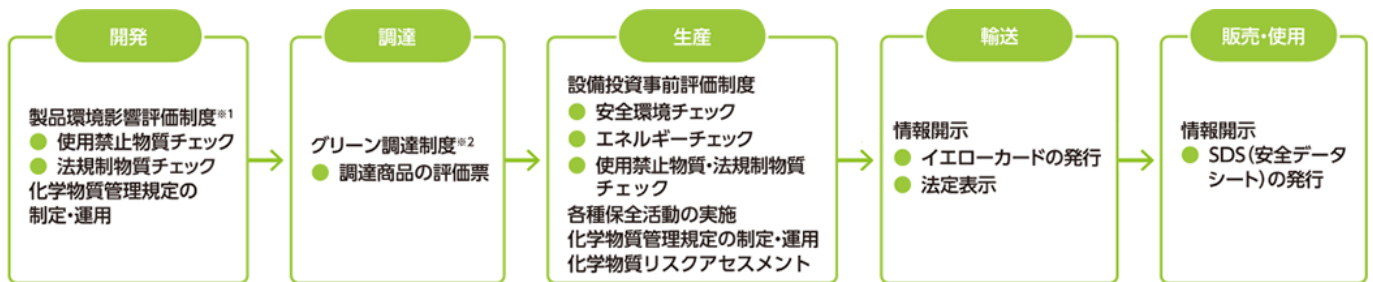 開発
製品環境影響評価制度※1
● 使用禁止物質チェック
● 法規制物質チェック
化学物質管理規定の
制定・運用
調達
グリーン調達制度※2
● 調達商品の評価票
生産
設備投資事前評価制度
● 安全環境チェック
● エネルギーチェック
● 使用禁止物質・法規制物質
チェック
各種保全活動の実施
化学物質管理規定の制定・運用
化学物質リスクアセスメント
輸送
情報開示
● イエローカードの発行
● 法定表示
販売・使用
情報開示
● SDS（安全データ
シート）の発行